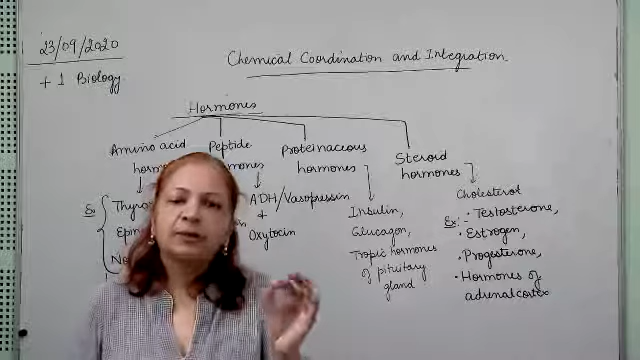 23/09/2020
+1 Biology
Chemical Coordination and Integration
Hormones
Amino acid
Peptide
Proteinaceous
hormones
Steroid
hormones
Ex
ADH/Vasopressin
+
Oxytocin
Insulin,
Glucagon,
Tropic hormones
of pituitary
gland
Cholesterol
Ex:- • Testosterone,
• Estrogen,
• Progesterone,
• Hormones of
adrenal cortex